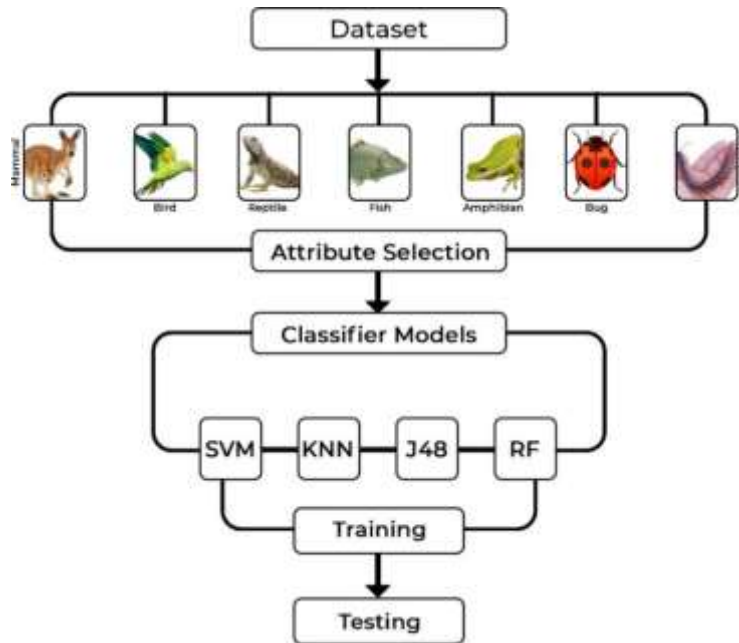 Dataset
Mammal
Bird
Reptile
Fish
Amphibian
Bug
Attribute Selection
Classifier Models
SVM
KNN
J48
RF
Training
Testing